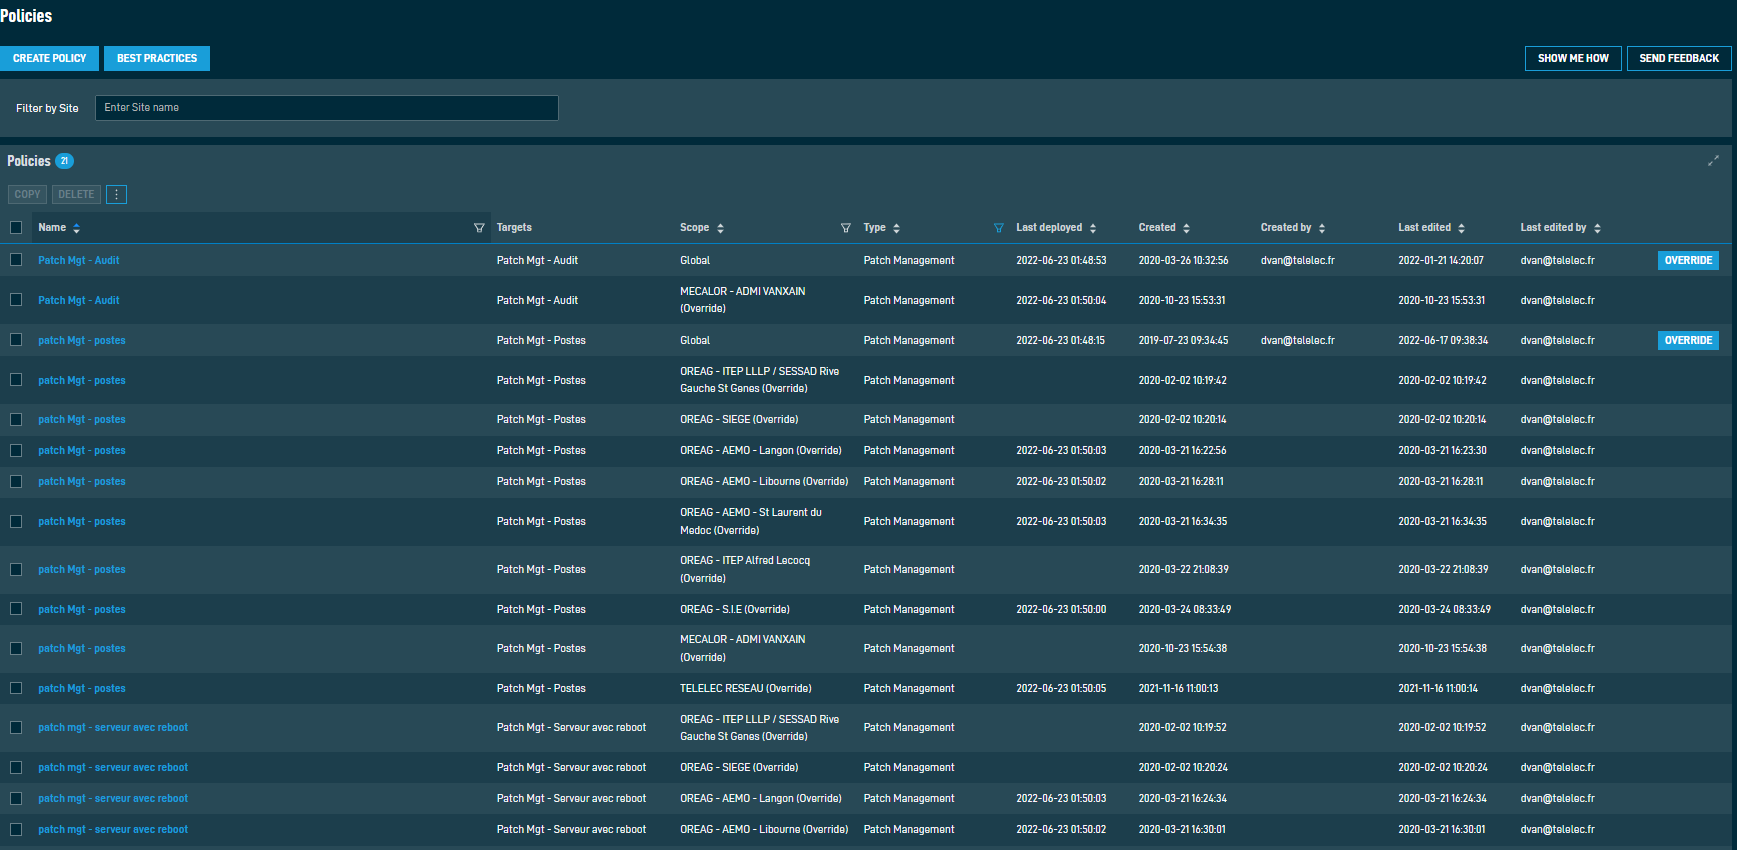 Policies
CREATE POLICY BEST PRACTICES SHOW ME HOW SEND FEEDBACK
Filter by Site Enter Site name
Policies 21
COPY DELETE
Name Targets Scope Type Last deployed Created Created by Last edited Last edited by
Patch Mgt - Audit Patch Mgt - Audit Global Patch Management 2022-06-23 01:48:53 2020-03-26 10:32:56 dvan@telelec.fr 2022-01-21 14:20:07 dvan@telelec.fr OVERRIDE
Patch Mgt - Audit Patch Mgt - Audit MECALOR - ADMI VANXAIN (Override) Patch Management 2022-06-23 01:50:04 2020-10-23 15:53:31 2020-10-23 15:53:31 dvan@telelec.fr
patch Mgt - postes Patch Mgt - Postes Global Patch Management 2022-06-23 01:48:15 2019-07-23 09:34:45 dvan@telelec.fr 2022-06-17 09:38:34 dvan@telelec.fr OVERRIDE
patch Mgt - postes Patch Mgt - Postes OREAG - ITEP LLLP / SESSAD Rive Gauche St Genes (Override) Patch Management 2020-02-02 10:19:42 2020-02-02 10:19:42 dvan@telelec.fr
patch Mgt - postes Patch Mgt - Postes OREAG - SIEGE (Override) Patch Management 2020-02-02 10:20:14 2020-02-02 10:20:14 dvan@telelec.fr
patch Mgt - postes Patch Mgt - Postes OREAG - AEMO - Langon (Override) Patch Management 2022-06-23 01:50:03 2020-03-21 16:22:56 2020-03-21 16:23:30 dvan@telelec.fr
patch Mgt - postes Patch Mgt - Postes OREAG - AEMO - Libourne (Override) Patch Management 2022-06-23 01:50:02 2020-03-21 16:28:11 2020-03-21 16:28:11 dvan@telelec.fr
patch Mgt - postes Patch Mgt - Postes OREAG - AEMO - St Laurent du Medoc (Override) Patch Management 2022-06-23 01:50:03 2020-03-21 16:34:35 2020-03-21 16:34:35 dvan@telelec.fr
patch Mgt - postes Patch Mgt - Postes OREAG - ITEP Alfred Lecocq (Override) Patch Management 2020-03-22 21:08:39 2020-03-22 21:08:39 dvan@telelec.fr
patch Mgt - postes Patch Mgt - Postes OREAG - S.I.E (Override) Patch Management 2022-06-23 01:50:00 2020-03-24 08:33:49 2020-03-24 08:33:49 dvan@telelec.fr
patch Mgt - postes Patch Mgt - Postes MECALOR - ADMI VANXAIN (Override) Patch Management 2020-10-23 15:54:38 2020-10-23 15:54:38 dvan@telelec.fr
patch Mgt - postes Patch Mgt - Postes TELELEC RESEAU (Override) Patch Management 2022-06-23 01:50:05 2021-11-16 11:00:13 2021-11-16 11:00:14 dvan@telelec.fr
patch mgt - serveur avec reboot Patch Mgt - Serveur avec reboot OREAG - ITEP LLLP / SESSAD Rive Gauche St Genes (Override) Patch Management 2020-02-02 10:19:52 2020-02-02 10:19:52 dvan@telelec.fr
patch mgt - serveur avec reboot Patch Mgt - Serveur avec reboot OREAG - SIEGE (Override) Patch Management 2020-02-02 10:20:24 2020-02-02 10:20:24 dvan@telelec.fr
patch mgt - serveur avec reboot Patch Mgt - Serveur avec reboot OREAG - AEMO - Langon (Override) Patch Management 2022-06-23 01:50:03 2020-03-21 16:24:34 2020-03-21 16:24:34 dvan@telelec.fr
patch mgt - serveur avec reboot Patch Mgt - Serveur avec reboot OREAG - AEMO - Libourne (Override) Patch Management 2022-06-23 01:50:02 2020-03-21 16:30:01 2020-03-21 16:30:01 dvan@telelec.fr